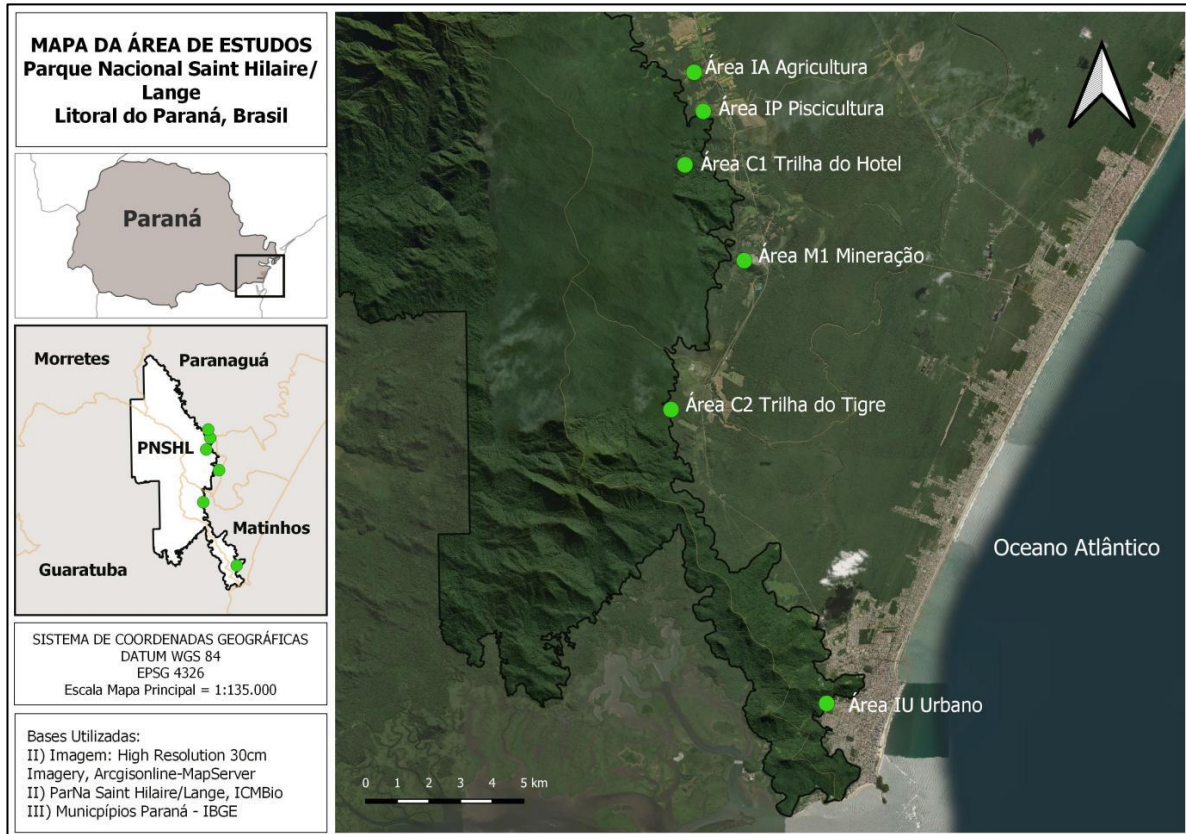 MAPA DA ÁREA DE ESTUDOS
Parque Nacional Saint Hilaire/
Lange
Litoral do Paraná, Brasil
Paraná
Morretes
Paranaguá
PNSHL
Matinhos
Guaratuba
SISTEMA DE COORDENADAS GEOGRÁFICAS
DATUM WGS 84
EPSG 4326
Escala Mapa Principal = 1:135.000
Bases Utilizadas:
II) Imagem: High Resolution 30cm
Imagery, Arcgisonline-MapServer
II) ParNa Saint Hilaire/Lange, ICMBio
III) Municpípios Paraná - IBGE
Área IA Agricultura
Área IP Piscicultura
Área C1 Trilha do Hotel
Área M1 Mineração
Área C2 Trilha do Tigre
Oceano Atlântico
Área IU Urbano
0 1 2 3 4 5 km